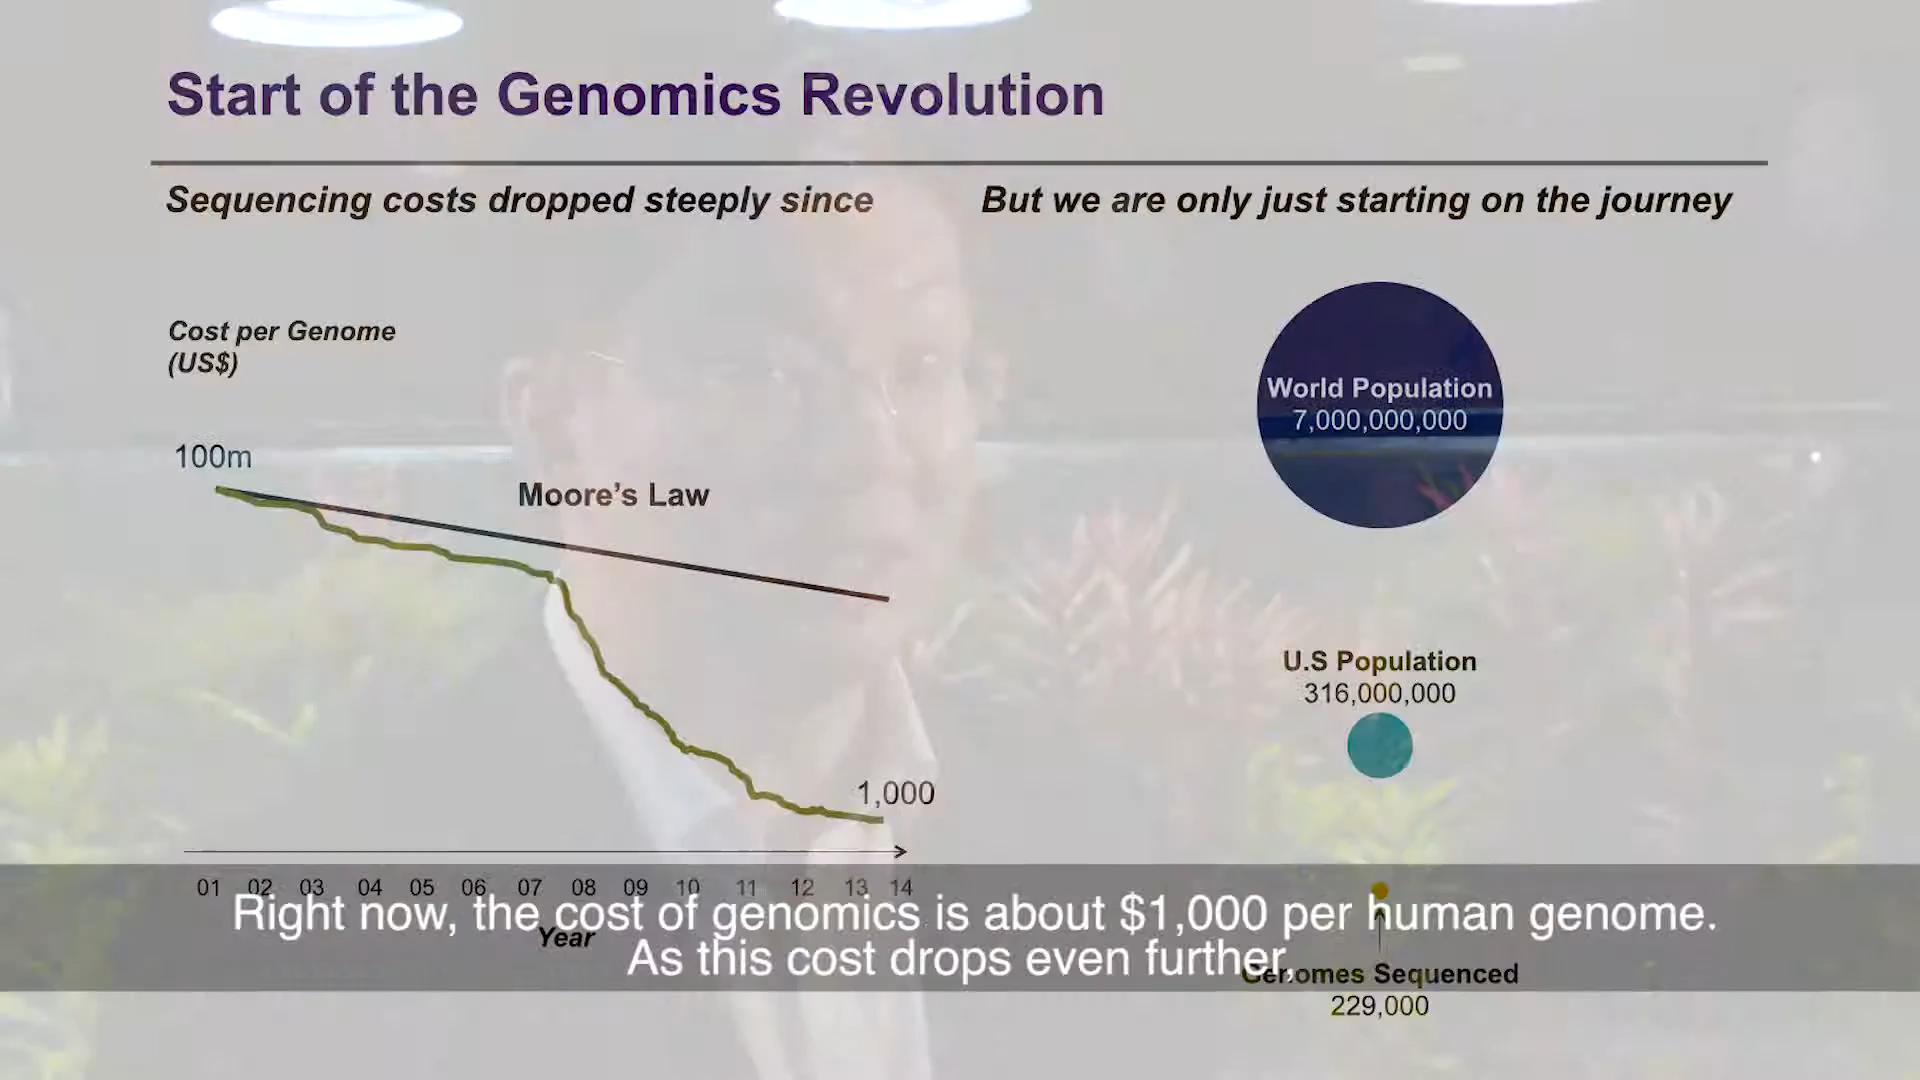 Start of the Genomics Revolution
Sequencing costs dropped steeply since
But we are only just starting on the journey
Cost per Genome
(US$)
100m
Moore's Law
1,000
01 02 03 04 05 06 07 08 09 10 11 12 13 14
Year
World Population
7,000,000,000
U.S Population
316,000,000
Genomes Sequenced
229,000
Right now, the cost of genomics is about $1,000 per human genome.
As this cost drops even further,